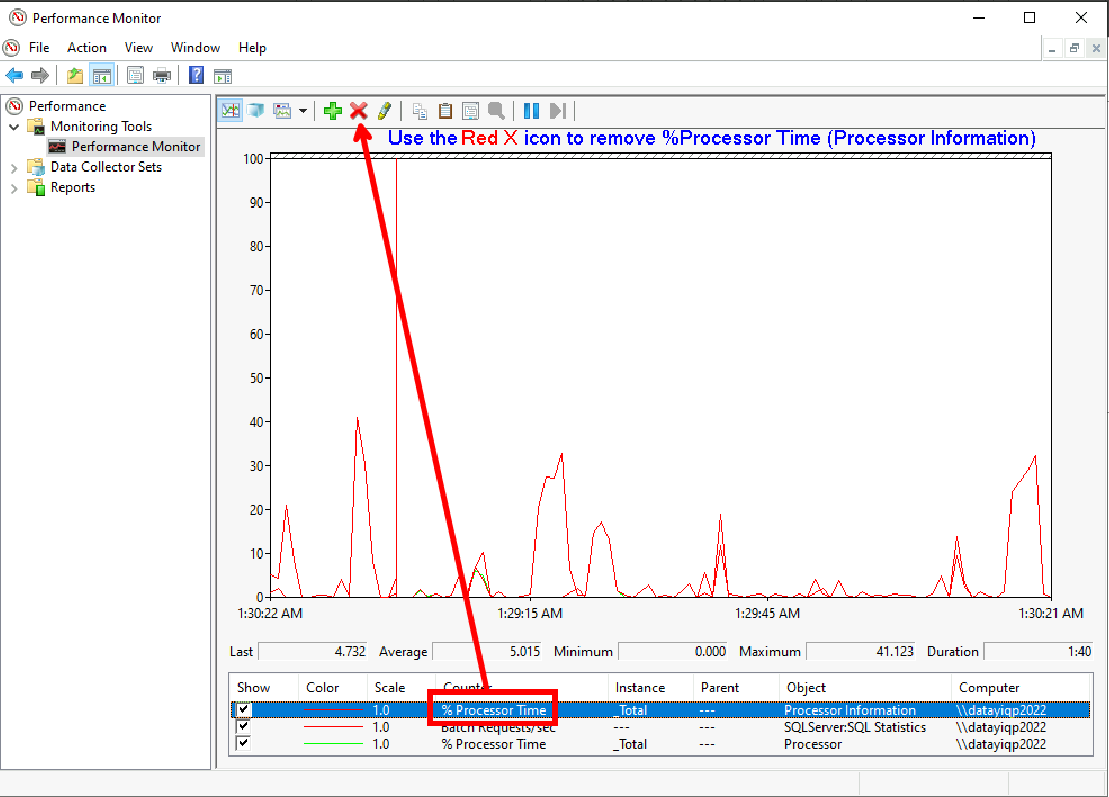 Performance Monitor
File Action View Window Help
Performance
Monitoring Tools
Performance Monitor
Data Collector Sets
Reports
Use the Red X icon to remove %Processor Time (Processor Information)
100
90
80
70
60
50
40
30
20
10
0
1:30:22 AM 1:29:15 AM 1:29:45 AM 1:30:21 AM
Last 4.732 Average 5.015 Minimum 0.000 Maximum 41.123 Duration 1:40
Show Color Scale Counter Instance Parent Object Computer
1.0 % Processor Time _Total --- Processor Information \\datayiqp2022
1.0 Batch Requests/sec --- --- SQLServer:SQL Statistics \\datayiqp2022
1.0 % Processor Time _Total --- Processor \\datayiqp2022